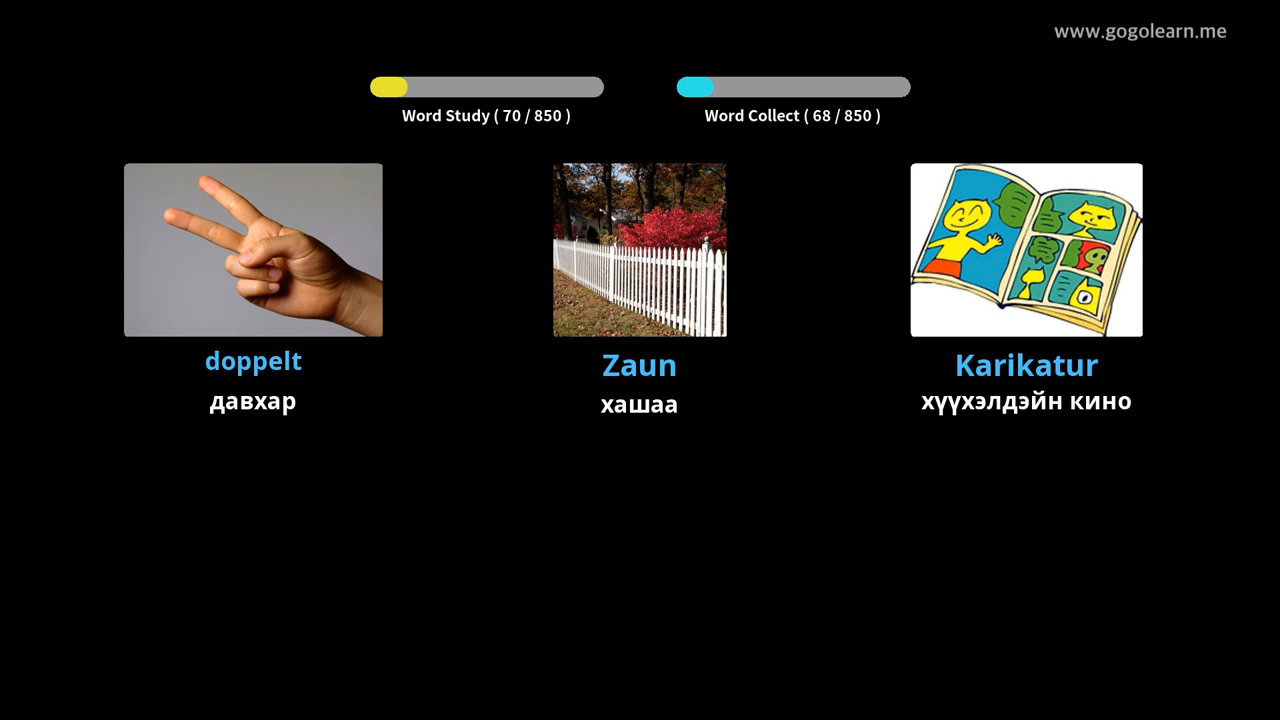 www.gogolearn.me
Word Study ( 70 / 850 )
Word Collect ( 68 / 850 )
doppelt
давхар
Zaun
хашаа
Karikatur
хүүхэлдэйн кино